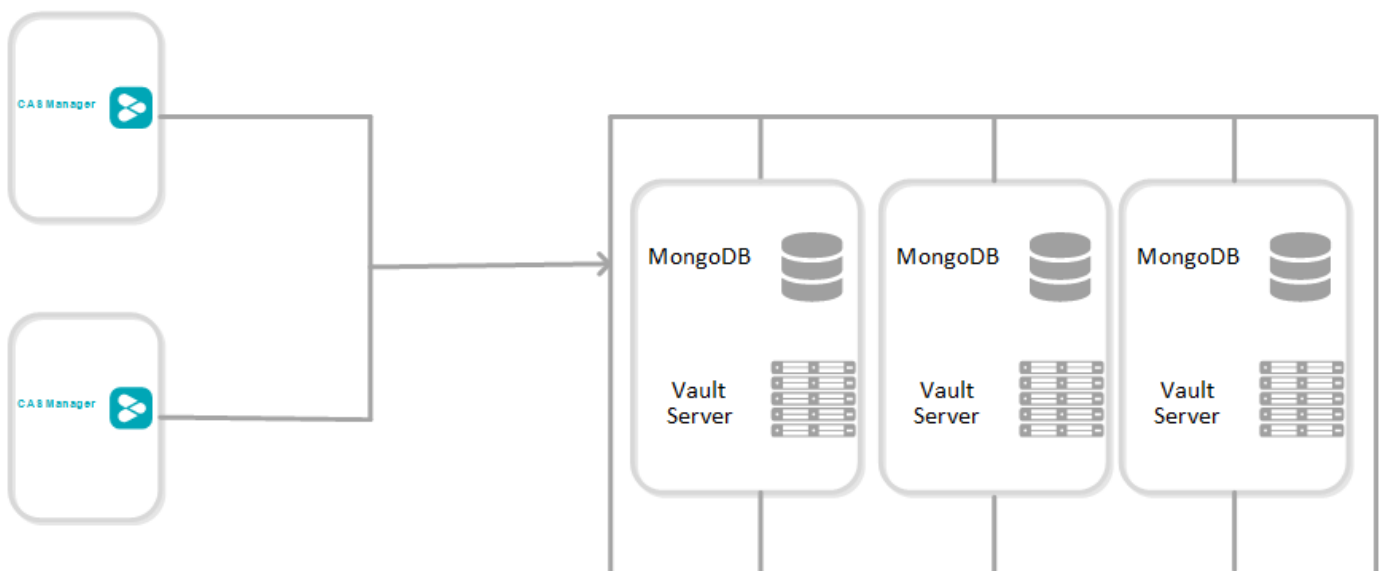 CAS Manager
MongoDB
MongoDB
MongoDB
Vault
Server
Vault
Server
Vault
Server
CAS Manager